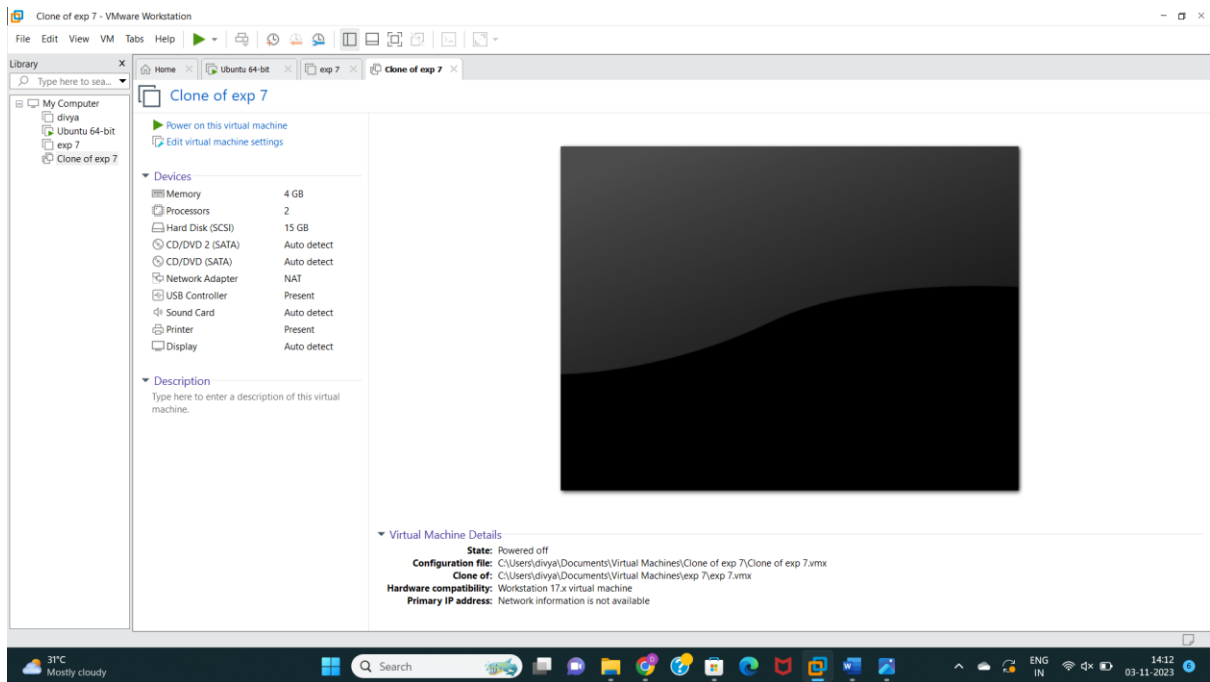 Clone of exp 7 - VMware Workstation
File Edit View VM Tabs Help
Library X
Type here to sea...
My Computer
divya
Ubuntu 64-bit
exp 7
Clone of exp 7
Home Ubuntu 64-bit exp 7 Clone of exp 7
Clone of exp 7
Power on this virtual machine
Edit virtual machine settings
Devices
Memory 4 GB
Processors 2
Hard Disk (SCSI) 15 GB
CD/DVD 2 (SATA) Auto detect
CD/DVD (SATA) Auto detect
Network Adapter NAT
USB Controller Present
Sound Card Auto detect
Printer Present
Display Auto detect
Description
Type here to enter a description of this virtual
machine.
Virtual Machine Details
State: Powered off
Configuration file: C:\Users\divya\Documents\Virtual Machines\Clone of exp 7\Clone of exp 7.vmx
Clone of: C:\Users\divya\Documents\Virtual Machines\exp 7\exp 7.vmx
Hardware compatibility: Workstation 17.x virtual machine
Primary IP address: Network information is not available
31°C
Mostly cloudy
Search
ENG
IN
14:12
03-11-2023
6